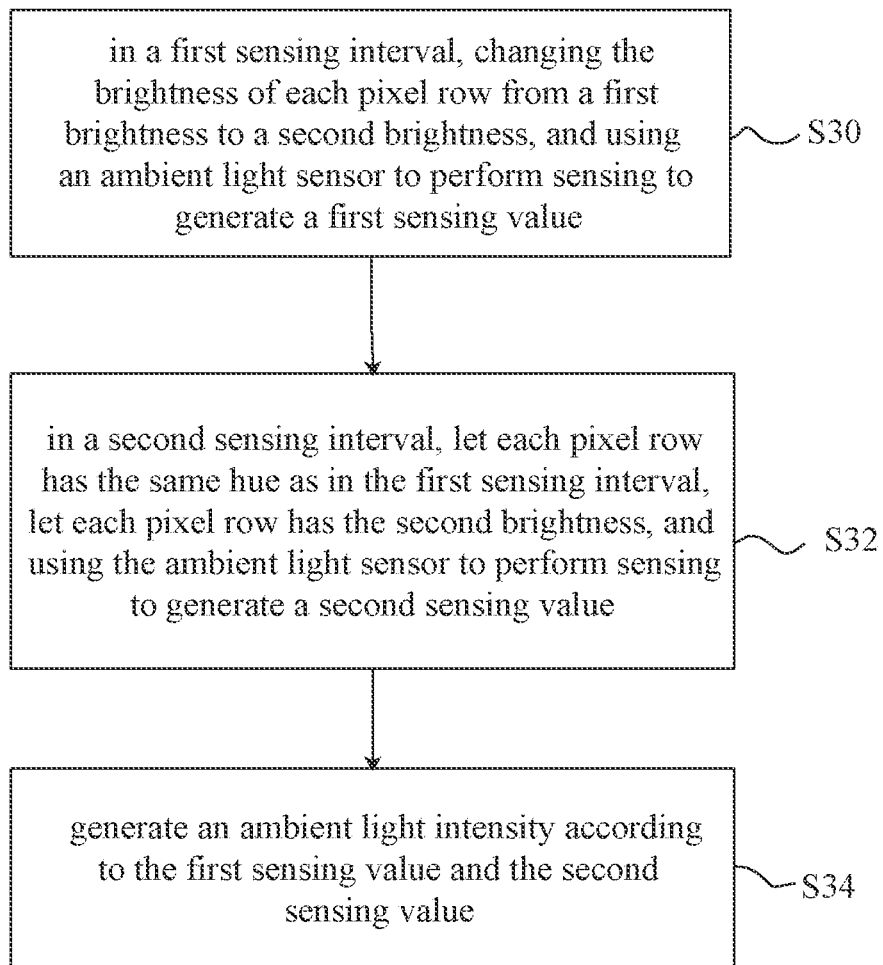 in a first sensing interval, changing the
brightness of each pixel row from a first
brightness to a second brightness, and using
an ambient light sensor to perform sensing to
generate a first sensing value
S30
in a second sensing interval, let each pixel row
has the same hue as in the first sensing interval,
let each pixel row has the second brightness, and
using the ambient light sensor to perform sensing
to generate a second sensing value
S32
generate an ambient light intensity according
to the first sensing value and the second
sensing value
S34